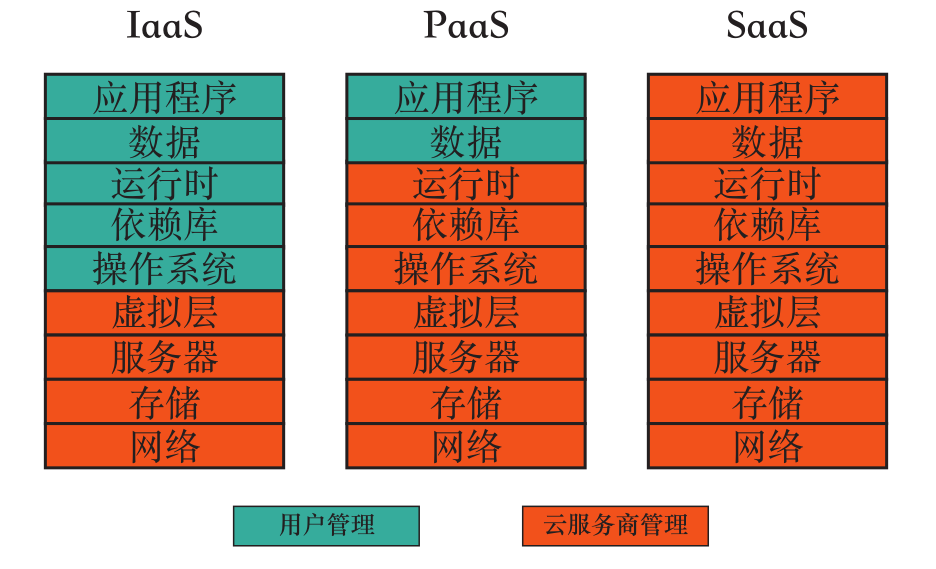 IaaS PaaS SaaS
应用程序 应用程序 应用程序
数据 数据 数据
运行时 运行时 运行时
依赖库 依赖库 依赖库
操作系统 操作系统 操作系统
虚拟层 虚拟层 虚拟层
服务器 服务器 服务器
存储 存储 存储
网络 网络 网络
用户管理 云服务商管理